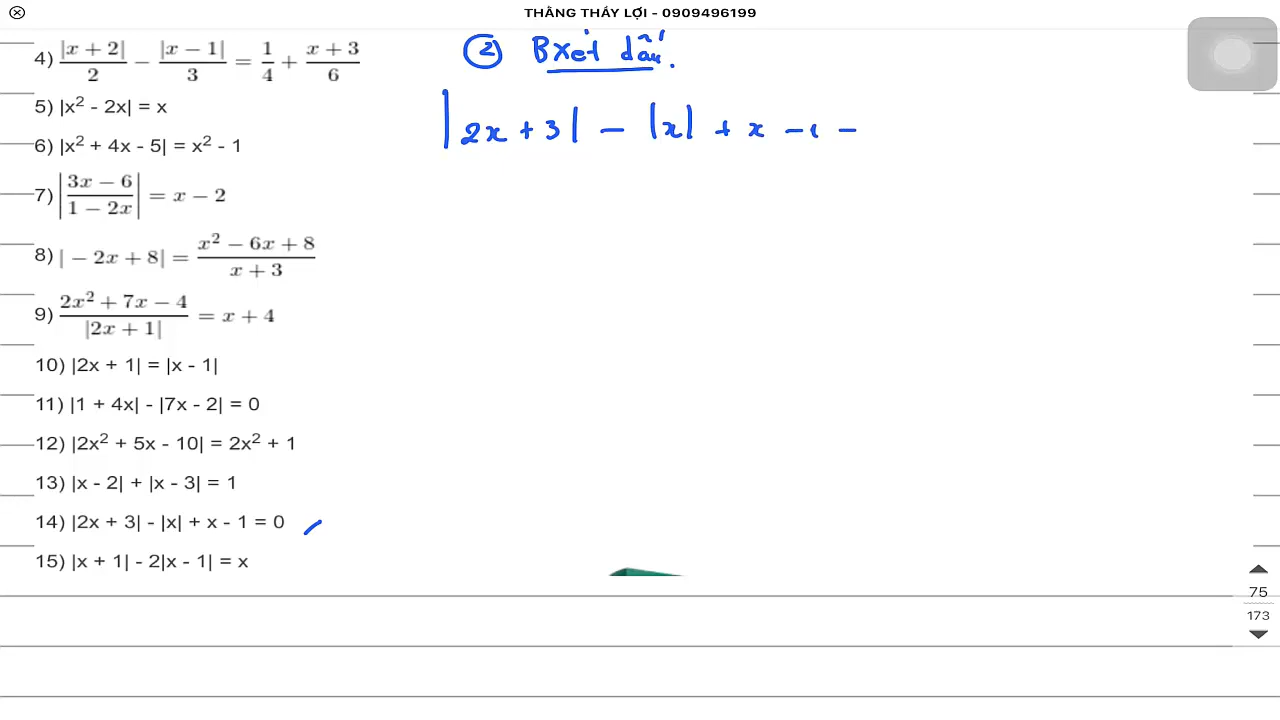 THẰNG THẦY LỢI - 0909496199
4) |x + 2|/2 − |x − 1|/3 = 1/4 + (x + 3)/6
5) |x² - 2x| = x
6) |x² + 4x - 5| = x² - 1
7) |(3x − 6)/(1 − 2x)| = x − 2
8) | − 2x + 8| = (x² − 6x + 8)/(x + 3)
9) (2x² + 7x − 4)/|2x + 1| = x + 4
10) |2x + 1| = |x - 1|
11) |1 + 4x| - |7x - 2| = 0
12) |2x² + 5x - 10| = 2x² + 1
13) |x - 2| + |x - 3| = 1
14) |2x + 3| - |x| + x - 1 = 0
15) |x + 1| - 2|x - 1| = x
② Bxét dấu.
|2x + 3| − |x| + x − 1 −
75
173